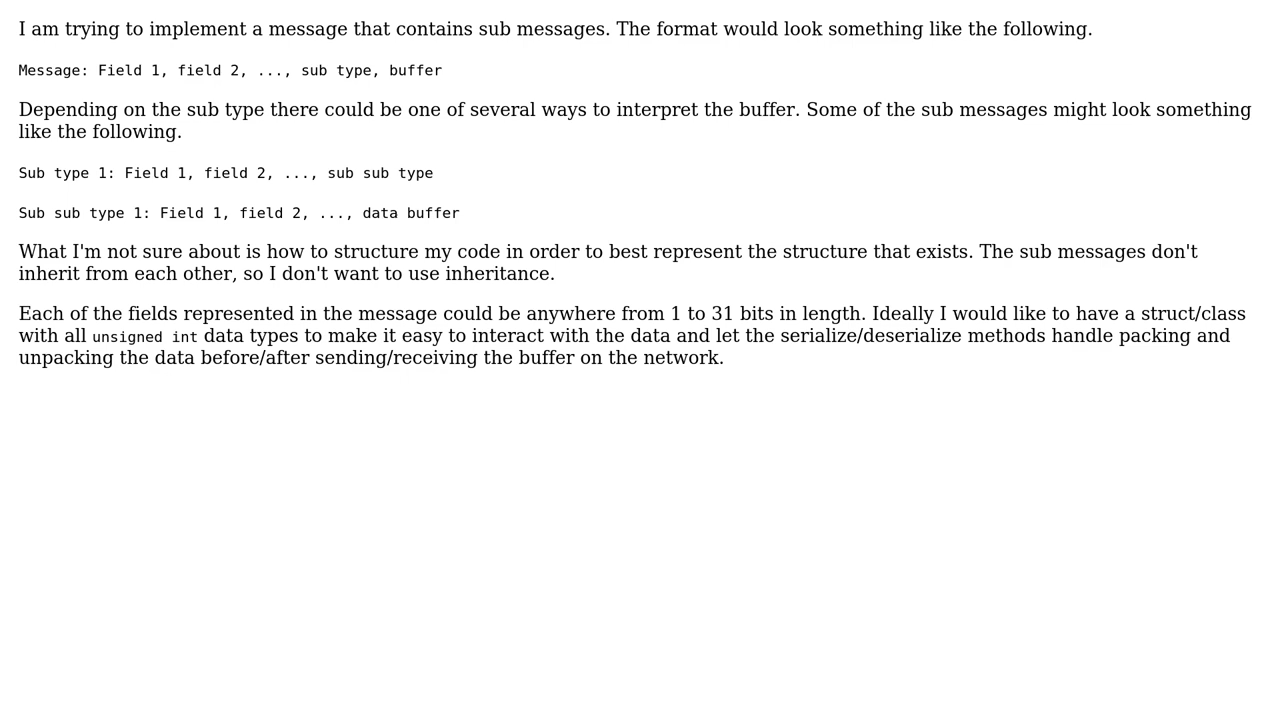 I am trying to implement a message that contains sub messages. The format would look something like the following.
Message: Field 1, field 2, ..., sub type, buffer
Depending on the sub type there could be one of several ways to interpret the buffer. Some of the sub messages might look something
like the following.
Sub type 1: Field 1, field 2, ..., sub sub type
Sub sub type 1: Field 1, field 2, ..., data buffer
What I'm not sure about is how to structure my code in order to best represent the structure that exists. The sub messages don't
inherit from each other, so I don't want to use inheritance.
Each of the fields represented in the message could be anywhere from 1 to 31 bits in length. Ideally I would like to have a struct/class
with all unsigned int data types to make it easy to interact with the data and let the serialize/deserialize methods handle packing and
unpacking the data before/after sending/receiving the buffer on the network.